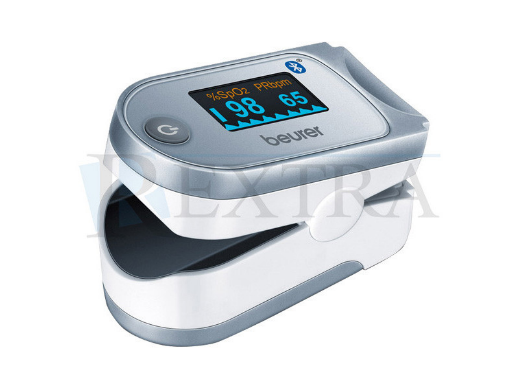 %SpO2 PRbpm
98 65
beurer
REXTRA